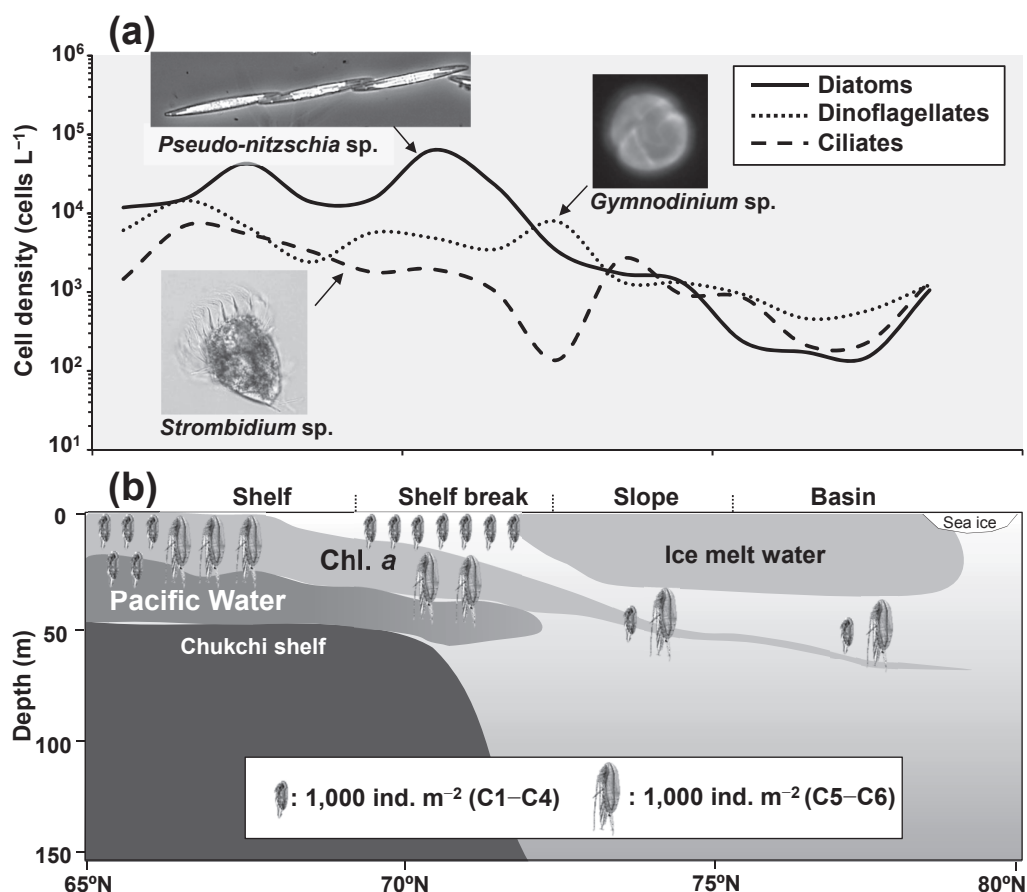 (a)
10⁶
10⁵
10⁴
10³
10²
10¹
Cell density (cells L⁻¹)
Pseudo-nitzschia sp.
Gymnodinium sp.
Strombidium sp.
Diatoms
Dinoflagellates
Ciliates
(b)
Shelf
Shelf break
Slope
Basin
0
50
100
150
Depth (m)
Sea ice
Chl. a
Ice melt water
Pacific Water
Chukchi shelf
: 1,000 ind. m⁻² (C1–C4)
: 1,000 ind. m⁻² (C5–C6)
65ºN
70ºN
75ºN
80ºN